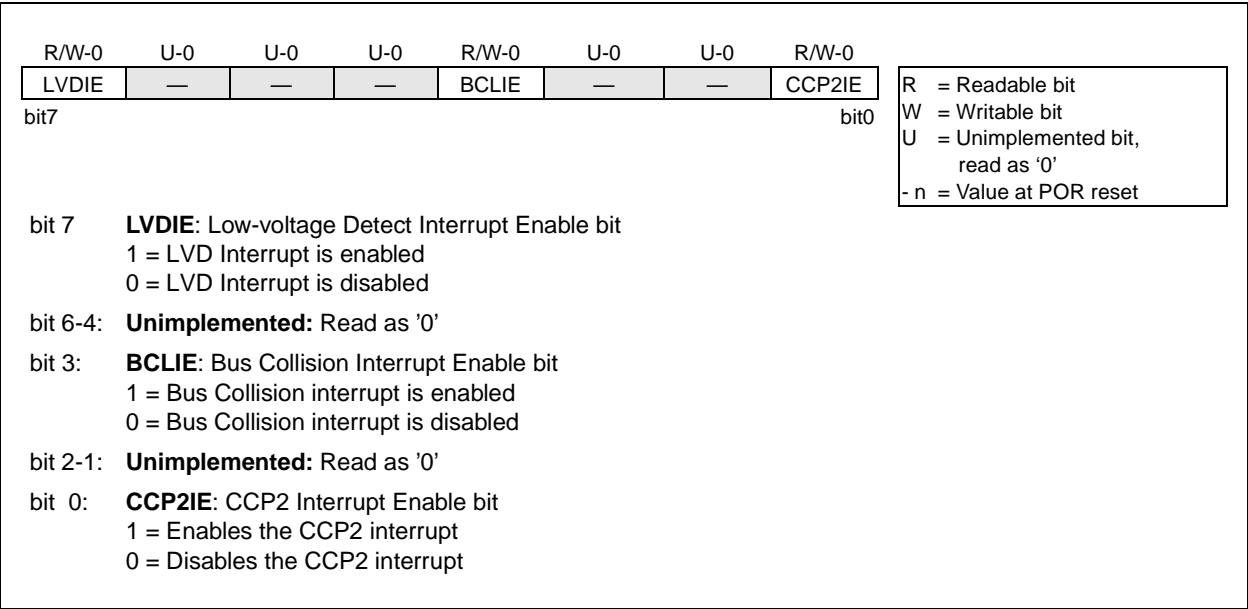 R/W-0 U-0 U-0 U-0 R/W-0 U-0 U-0 R/W-0
LVDIE — — — BCLIE — — CCP2IE
bit7 bit0
R = Readable bit
W = Writable bit
U = Unimplemented bit,
read as ‘0’
- n = Value at POR reset
bit 7 LVDIE: Low-voltage Detect Interrupt Enable bit
1 = LVD Interrupt is enabled
0 = LVD Interrupt is disabled
bit 6-4: Unimplemented: Read as '0'
bit 3: BCLIE: Bus Collision Interrupt Enable bit
1 = Bus Collision interrupt is enabled
0 = Bus Collision interrupt is disabled
bit 2-1: Unimplemented: Read as ‘0’
bit 0: CCP2IE: CCP2 Interrupt Enable bit
1 = Enables the CCP2 interrupt
0 = Disables the CCP2 interrupt